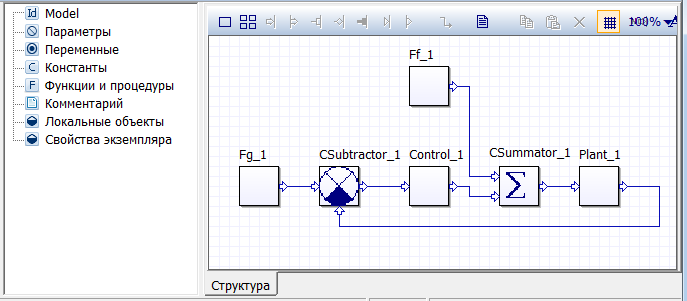 Id Model
Параметры
Переменные
C Константы
F Функции и процедуры
Комментарий
Локальные объекты
Свойства экземпляра
100%
Ff_1
Fg_1
CSubtractor_1
Control_1
CSummator_1
Plant_1
Σ
Структура